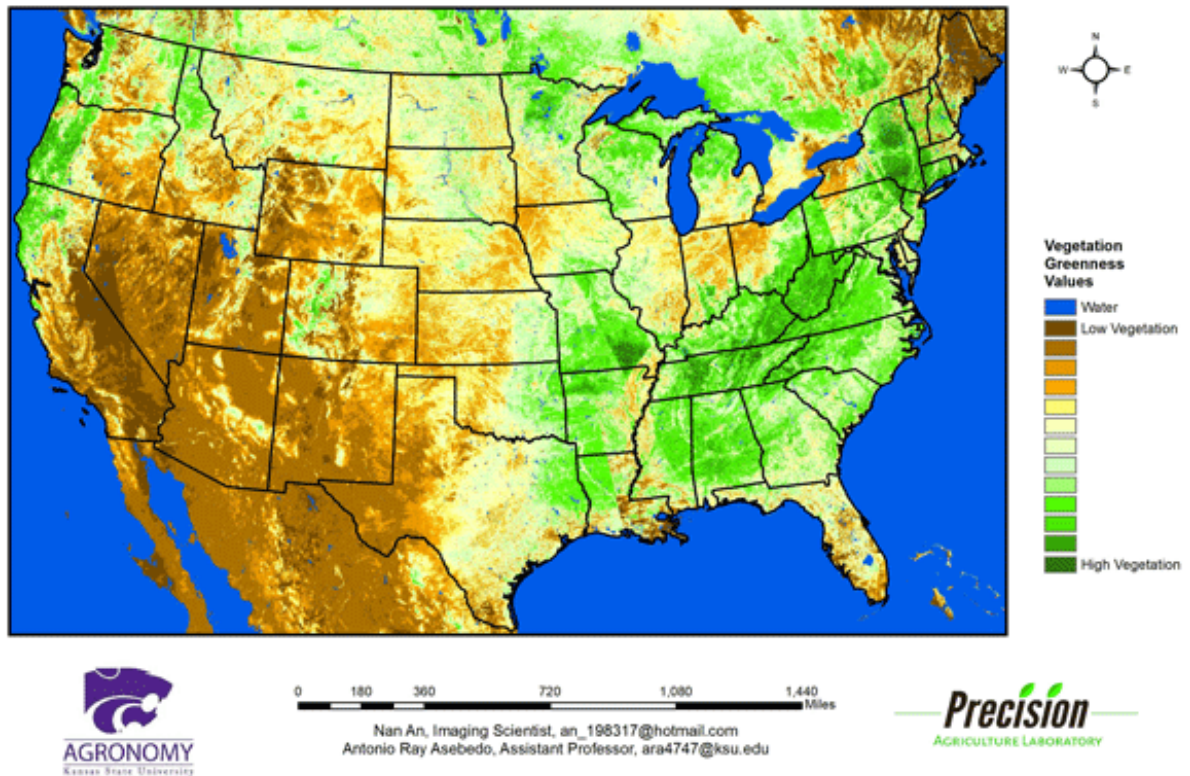 N
W E
S
Vegetation
Greenness
Values
Water
Low Vegetation
High Vegetation
0 180 360 720 1,080 1,440
Miles
Nan An, Imaging Scientist, an_198317@hotmail.com
Antonio Ray Asebedo, Assistant Professor, ara4747@ksu.edu
AGRONOMY
Kansas State University
Precision
AGRICULTURE LABORATORY